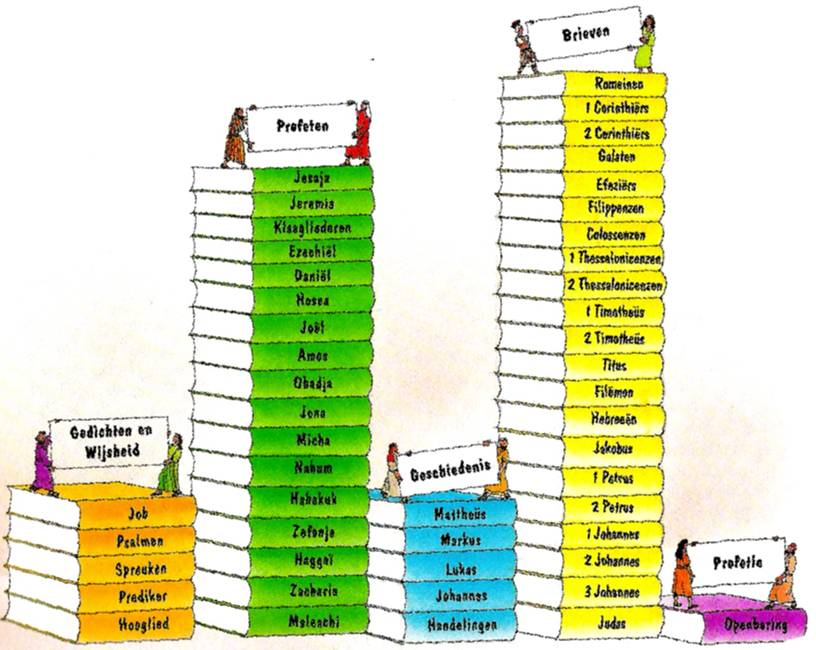 Gedichten en
Wijsheid
Job
Psalmen
Spreuken
Prediker
Hooglied
Profeten
Jesaja
Jeremia
Klaagliederen
Ezechiël
Daniël
Hosea
Joël
Amos
Obadja
Jona
Micha
Nahum
Habakuk
Zefanja
Haggaï
Zacharia
Maleachi
Geschiedenis
Mattheüs
Markus
Lukas
Johannes
Handelingen
Brieven
Romeinen
1 Corinthiërs
2 Corinthiërs
Galaten
Efeziërs
Filippenzen
Colossenzen
1 Thessalonicenzen
2 Thessalonicenzen
1 Timotheüs
2 Timotheüs
Titus
Filémon
Hebreeën
Jakobus
1 Petrus
2 Petrus
1 Johannes
2 Johannes
3 Johannes
Judas
Profetie
Openbaring